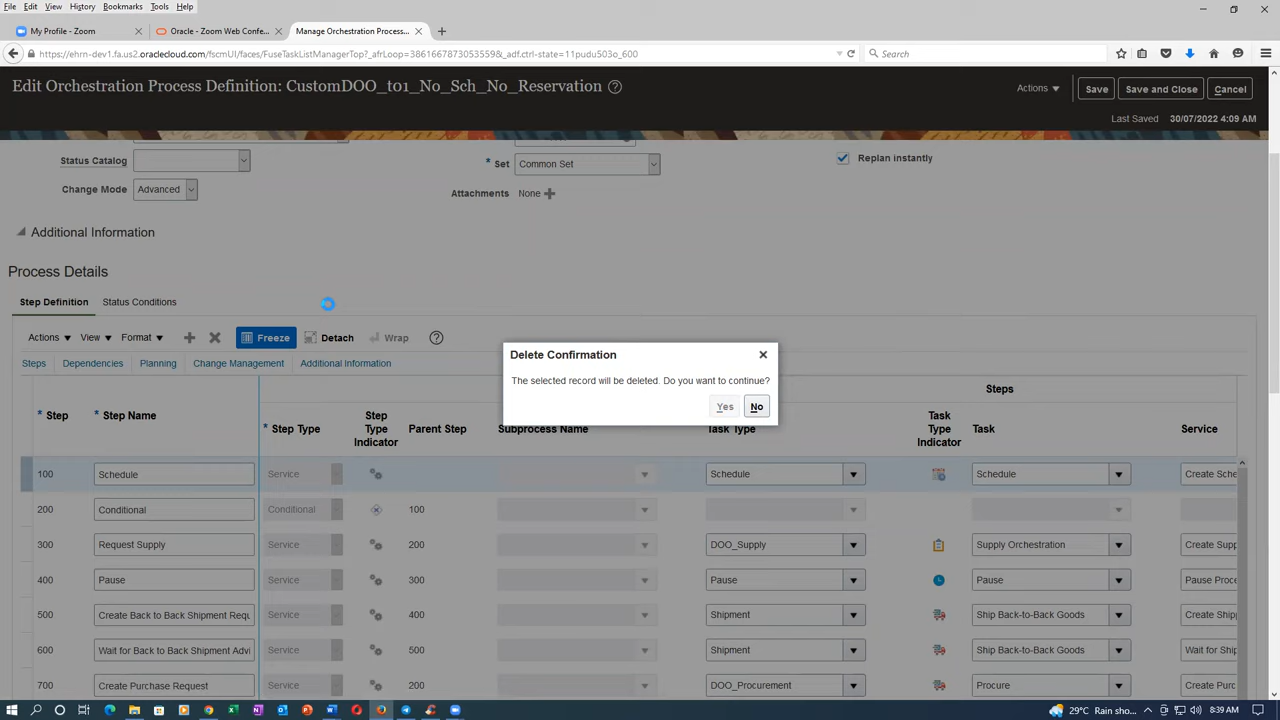 File Edit View History Bookmarks Tools Help
My Profile - Zoom
Oracle - Zoom Web Confe...
Manage Orchestration Process...
https://ehrn-dev1.fa.us2.oraclecloud.com/fscmUI/faces/FuseTaskListManagerTop?_afrLoop=38616678730535598&_adf.ctrl-state=11pudu503o_600
Search
Edit Orchestration Process Definition: CustomDOO_t01_No_Sch_No_Reservation
Actions Save Save and Close Cancel
Last Saved 30/07/2022 4:09 AM
Status Catalog
* Set Common Set
Replan instantly
Change Mode Advanced
Attachments None
Additional Information
Process Details
Step Definition Status Conditions
Actions View Format Freeze Detach Wrap
Steps Dependencies Planning Change Management Additional Information
Delete Confirmation
The selected record will be deleted. Do you want to continue?
Yes No
Steps
* Step * Step Name * Step Type Step Type Indicator Parent Step Subprocess Name Task Type Task Type Indicator Task Service
100 Schedule Service Schedule Schedule Create Sche
200 Conditional Conditional 100
300 Request Supply Service 200 DOO_Supply Supply Orchestration Create Supp
400 Pause Service 300 Pause Pause Pause Proce
500 Create Back to Back Shipment Requ Service 400 Shipment Ship Back-to-Back Goods Create Ship
600 Wait for Back to Back Shipment Advi Service 500 Shipment Ship Back-to-Back Goods Wait for Ship
700 Create Purchase Request Service 200 DOO_Procurement Procure Create Purc
29°C Rain sho...
8:39 AM